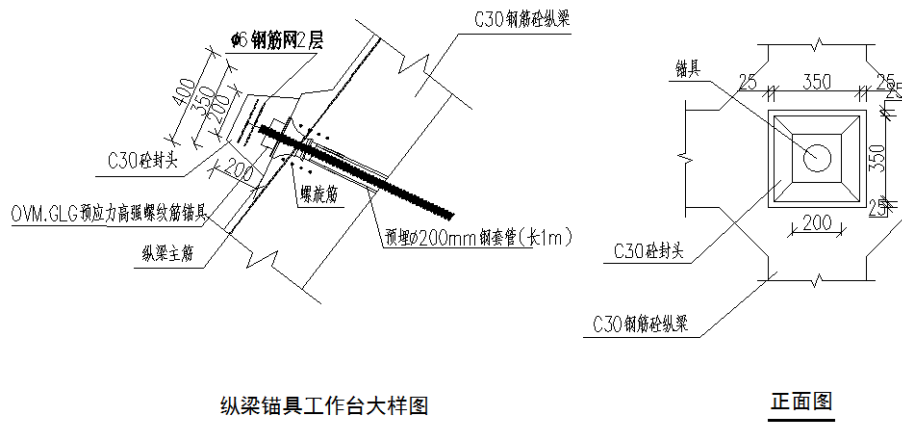 C30钢筋砼纵梁
ϕ6钢筋网2层
400
350
200
C30砼封头
200
OVM.GLG预应力高强螺纹筋锚具
螺旋筋
纵梁主筋
预埋ϕ200mm钢套管(长1m)
纵梁锚具工作台大样图
锚具
25
350
25
25
350
25
200
C30砼封头
C30钢筋砼纵梁
正面图